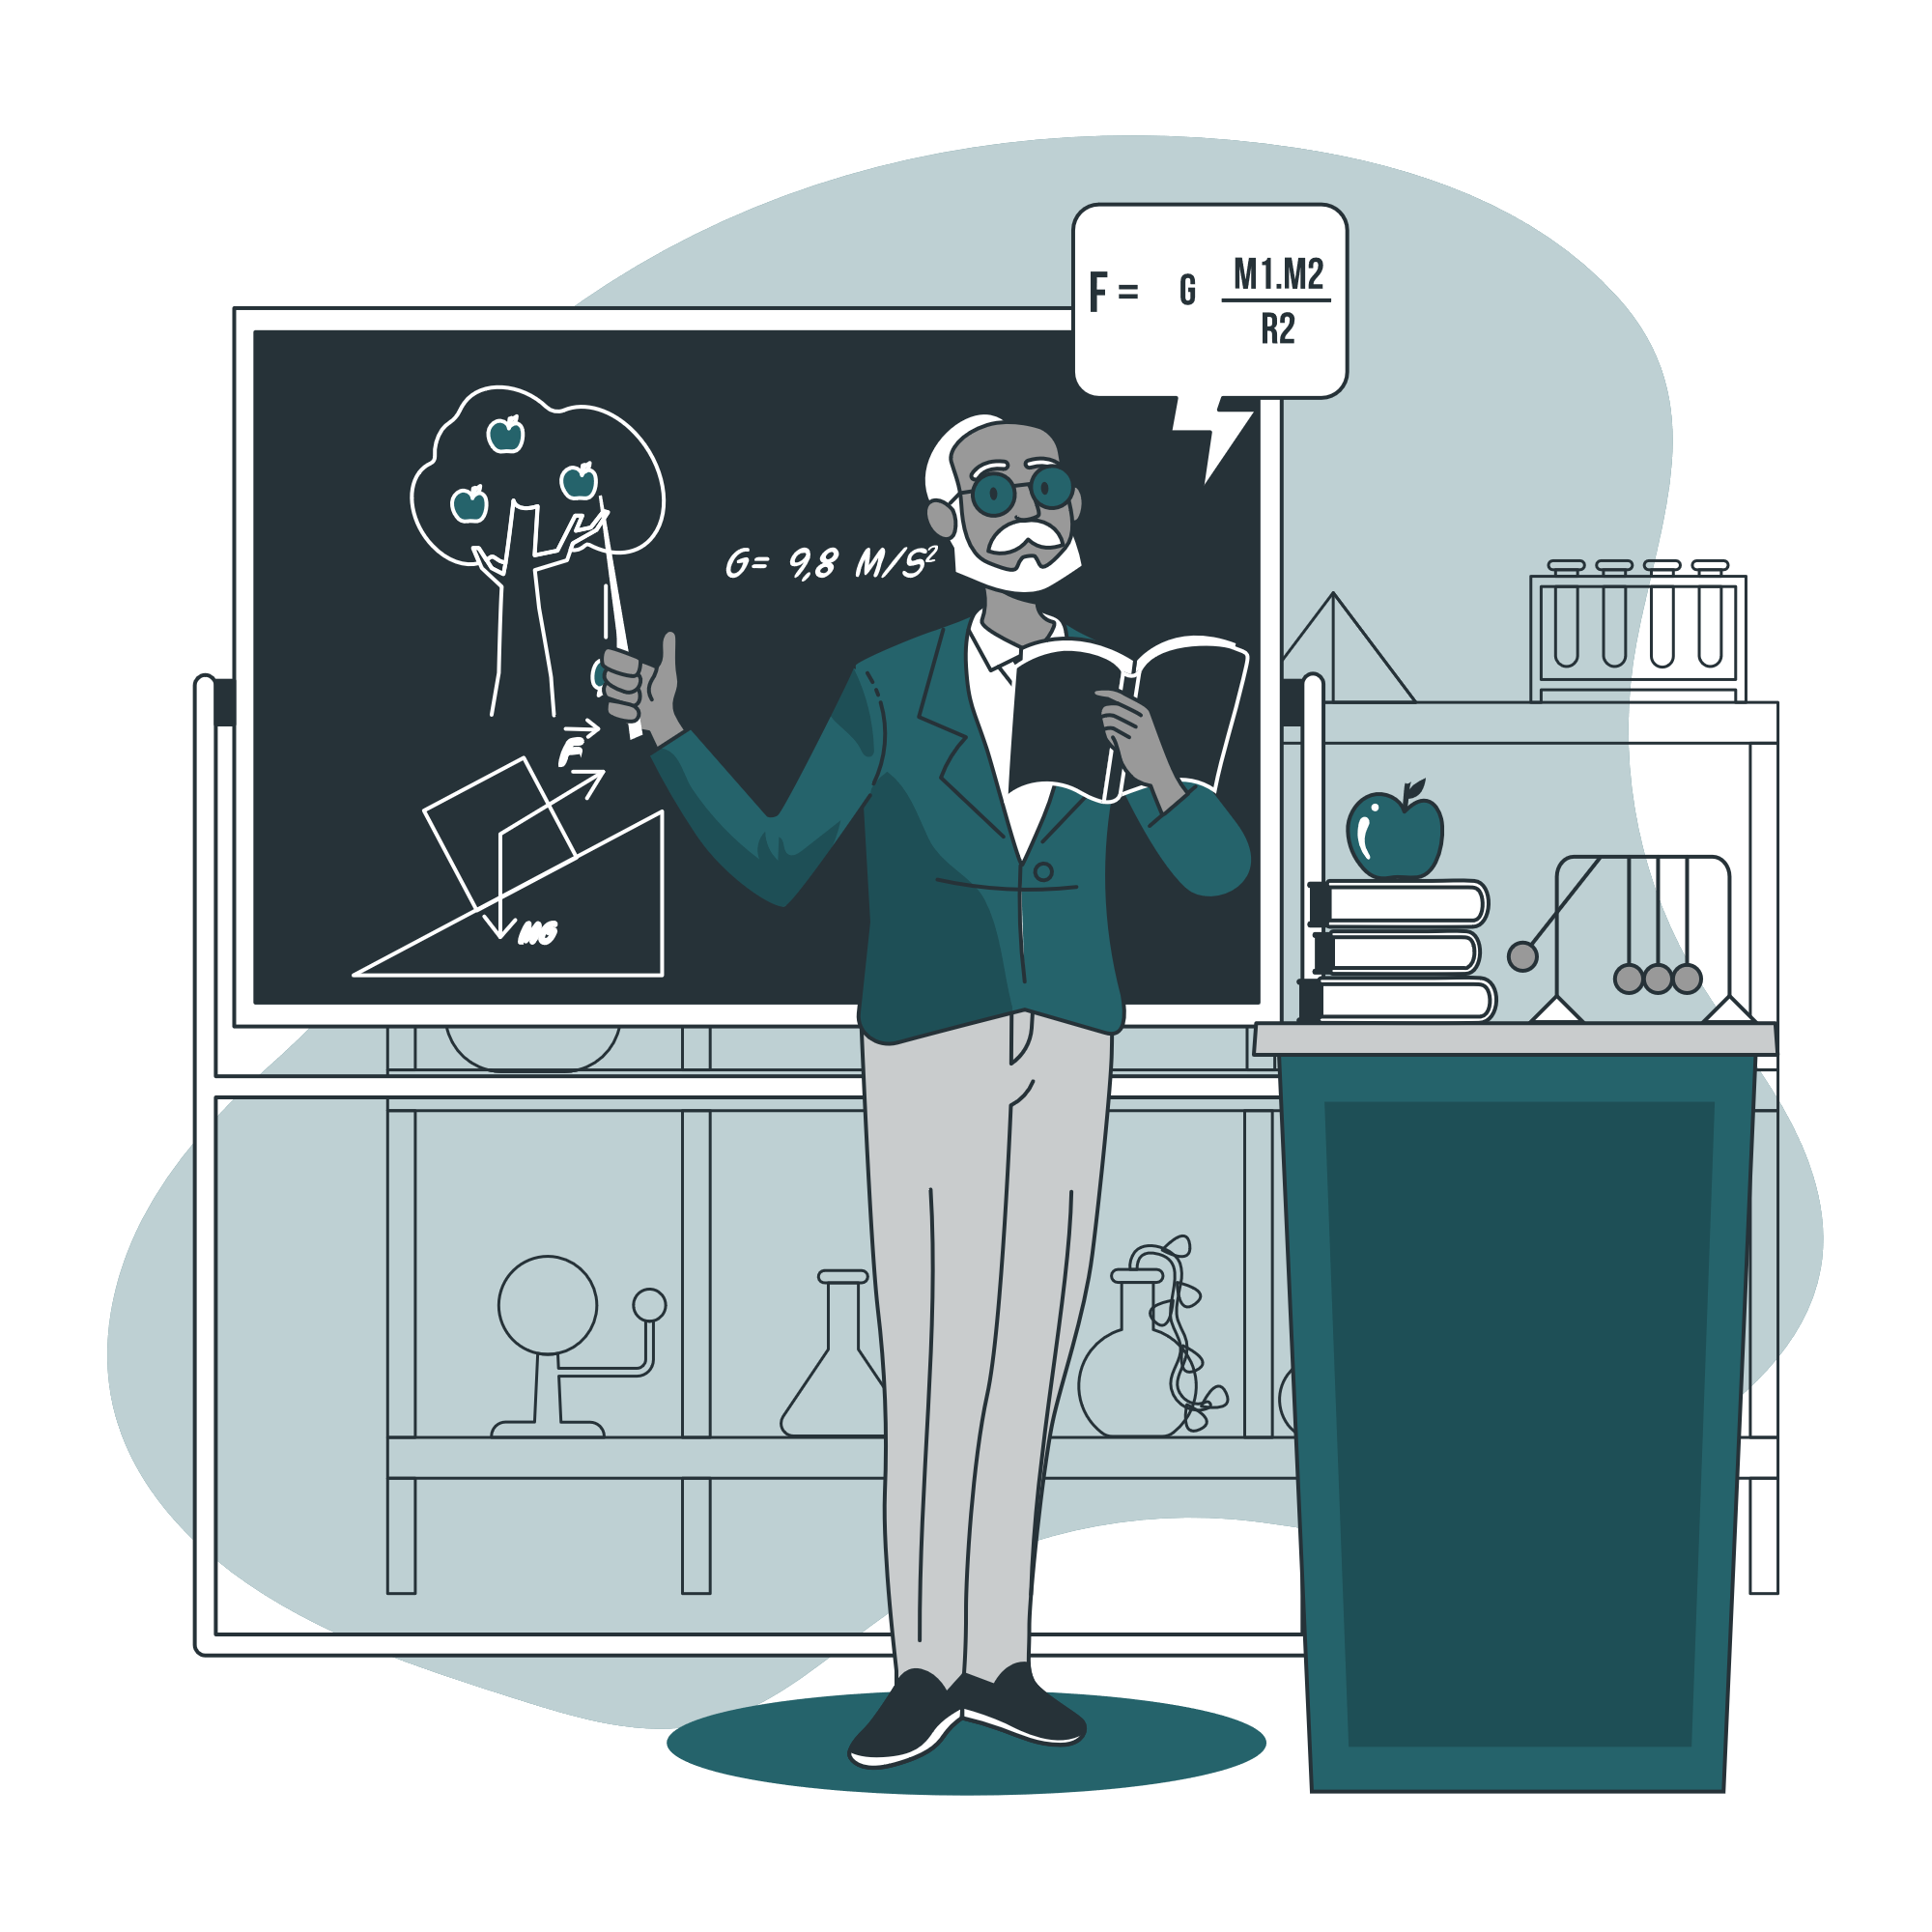 F = G M1.M2
R2
G= 9,8 M/S²
F
MG